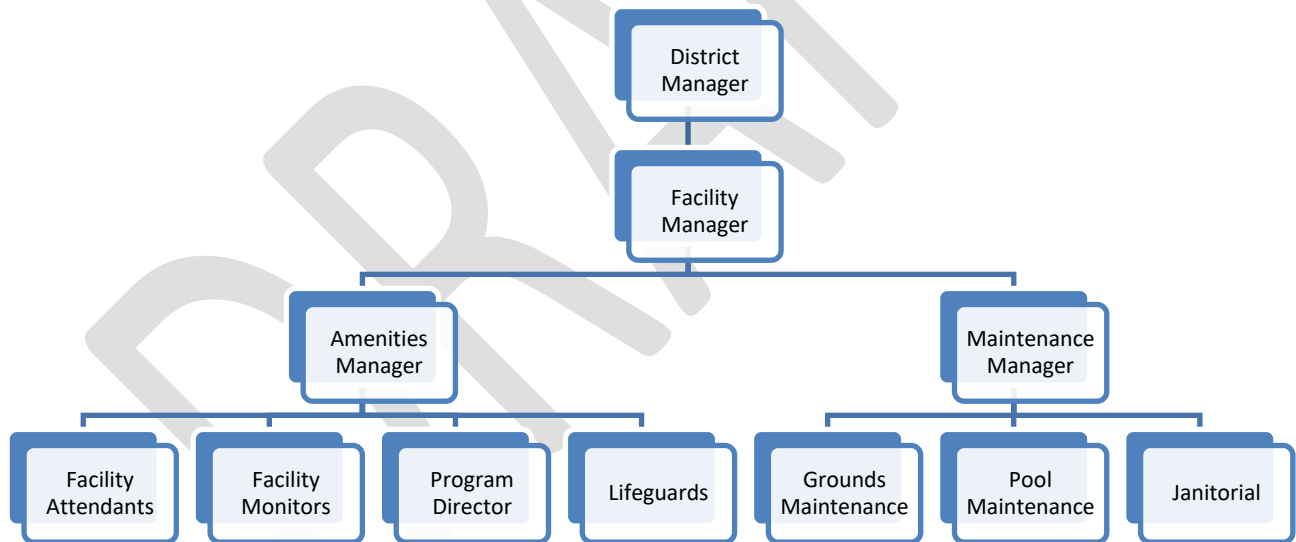 District
Manager
Facility
Manager
Amenities
Manager
Maintenance
Manager
Facility
Attendants
Facility
Monitors
Program
Director
Lifeguards
Grounds
Maintenance
Pool
Maintenance
Janitorial
DRA